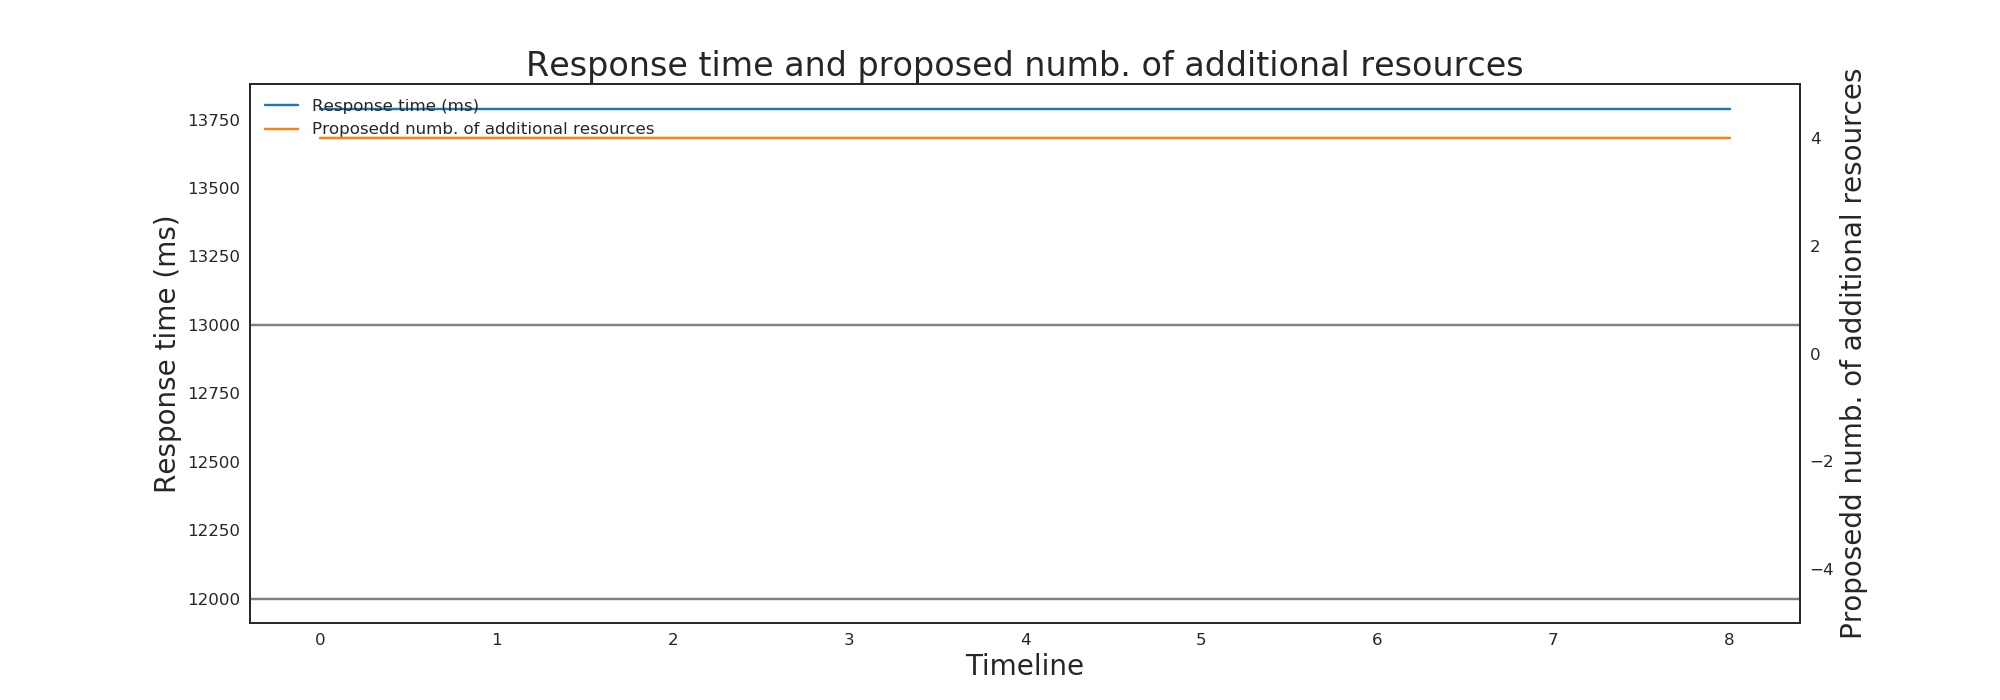 Response time and proposed numb. of additional resources
Response time (ms)
Proposedd numb. of additional resources
Response time (ms)
13750
13500
13250
13000
12750
12500
12250
12000
4
2
0
−2
−4
Proposedd numb. of additional resources
0 1 2 3 4 5 6 7 8
Timeline